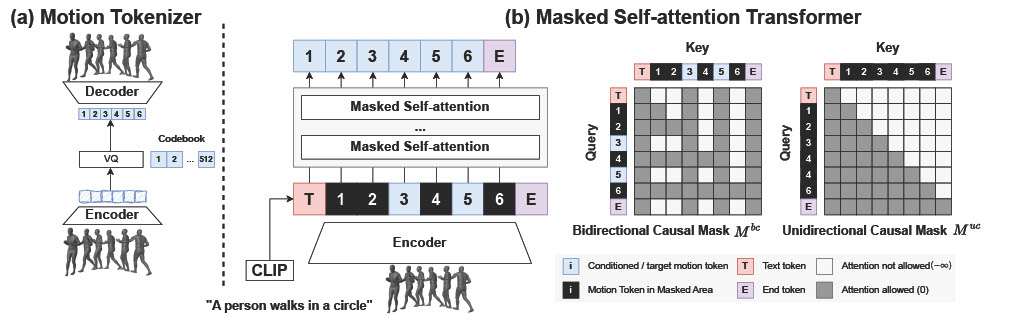 (a) Motion Tokenizer
Decoder
1 2 3 4 5 6
Codebook
VQ
1 2 ... 512
Encoder
(b) Masked Self-attention Transformer
1 2 3 4 5 6 E
Masked Self-attention
...
Masked Self-attention
T 1 2 3 4 5 6 E
Encoder
CLIP
"A person walks in a circle"
Key
T 1 2 3 4 5 6 E
Query
T
1
2
3
4
5
6
E
Bidirectional Causal Mask M^{bc}
Key
T 1 2 3 4 4 6 E
Query
T
1
2
3
4
4
6
E
Unidirectional Causal Mask M^{uc}
i Conditioned / target motion token
T Text token
Attention not allowed(−∞)
i Motion Token in Masked Area
E End token
Attention allowed (0)